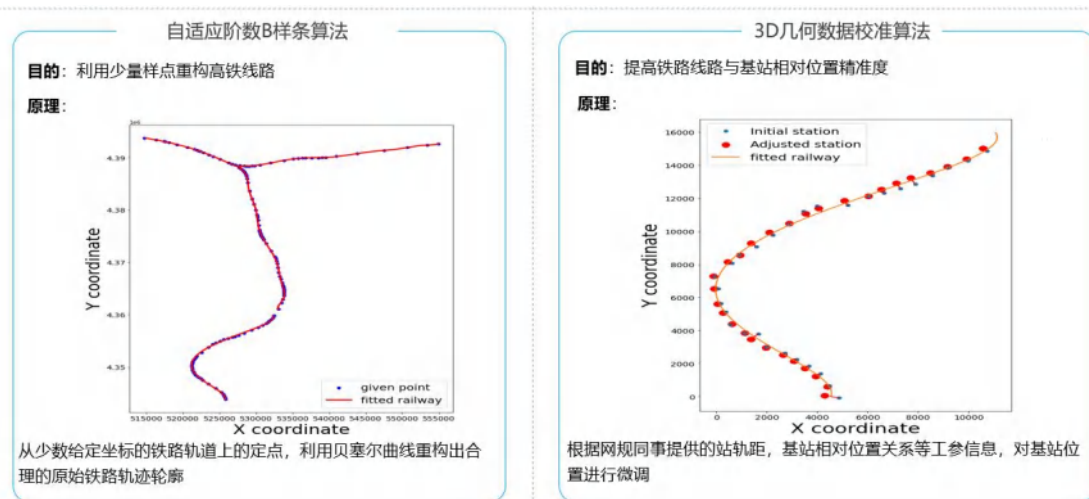 自适应阶数B样条算法
目的：利用少量样点重构高铁线路
原理：
1e6
4.39
4.38
4.37
4.36
4.35
Y coordinate
given point
fitted railway
515000 520000 525000 530000 535000 540000 545000 550000 555000
X coordinate
从少数给定坐标的铁路轨道上的定点，利用贝塞尔曲线重构出合
理的原始铁路轨迹轮廓
3D几何数据校准算法
目的：提高铁路线路与基站相对位置精准度
原理：
Initial station
Adjusted station
fitted railway
16000
14000
12000
10000
8000
6000
4000
2000
0
Y coordinate
0 2000 4000 6000 8000 10000
X coordinate
根据网规同事提供的站轨距，基站相对位置关系等工参信息，对基站位
置进行微调